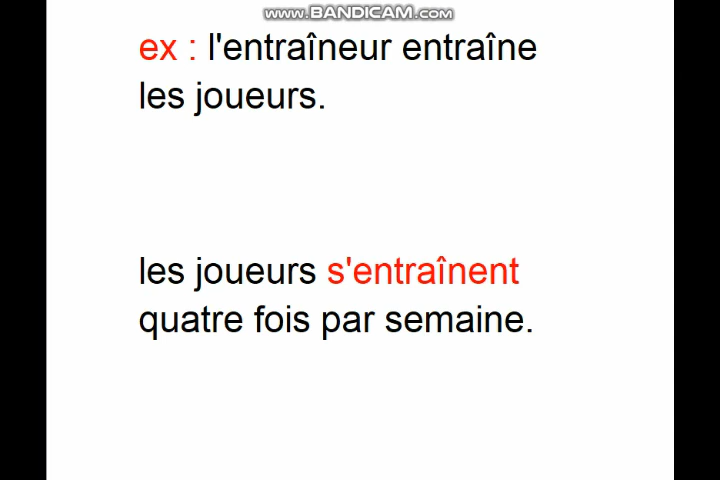 www.BANDICAM.com
ex : l'entraîneur entraîne
les joueurs.
les joueurs s'entraînent
quatre fois par semaine.